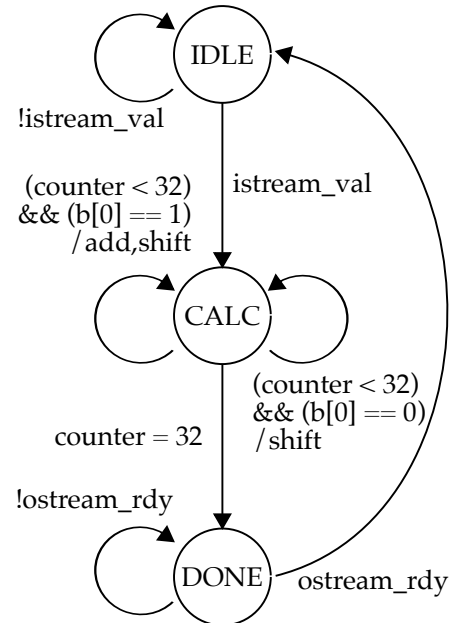 IDLE
!istream_val
istream_val
(counter < 32)
&& (b[0] == 1)
/add,shift
CALC
(counter < 32)
&& (b[0] == 0)
/shift
counter = 32
!ostream_rdy
DONE
ostream_rdy